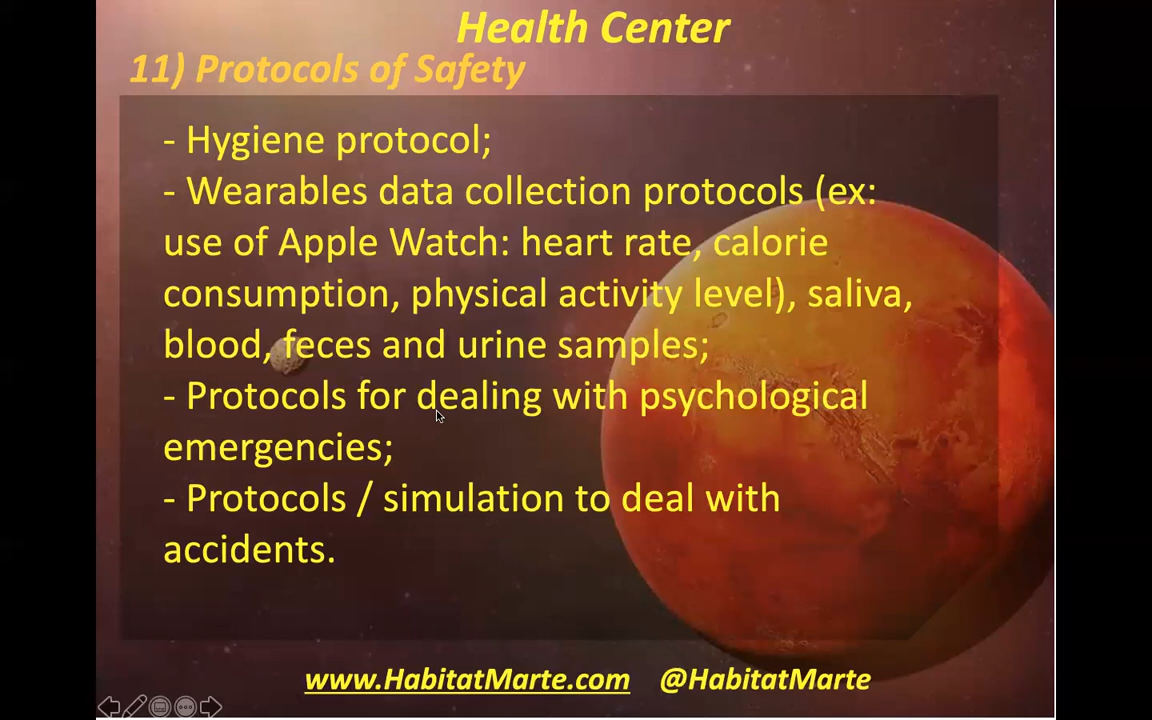 Health Center
11) Protocols of Safety
- Hygiene protocol;
- Wearables data collection protocols (ex:
use of Apple Watch: heart rate, calorie
consumption, physical activity level), saliva,
blood, feces and urine samples;
- Protocols for dealing with psychological
emergencies;
- Protocols / simulation to deal with
accidents.
www.HabitatMarte.com @HabitatMarte